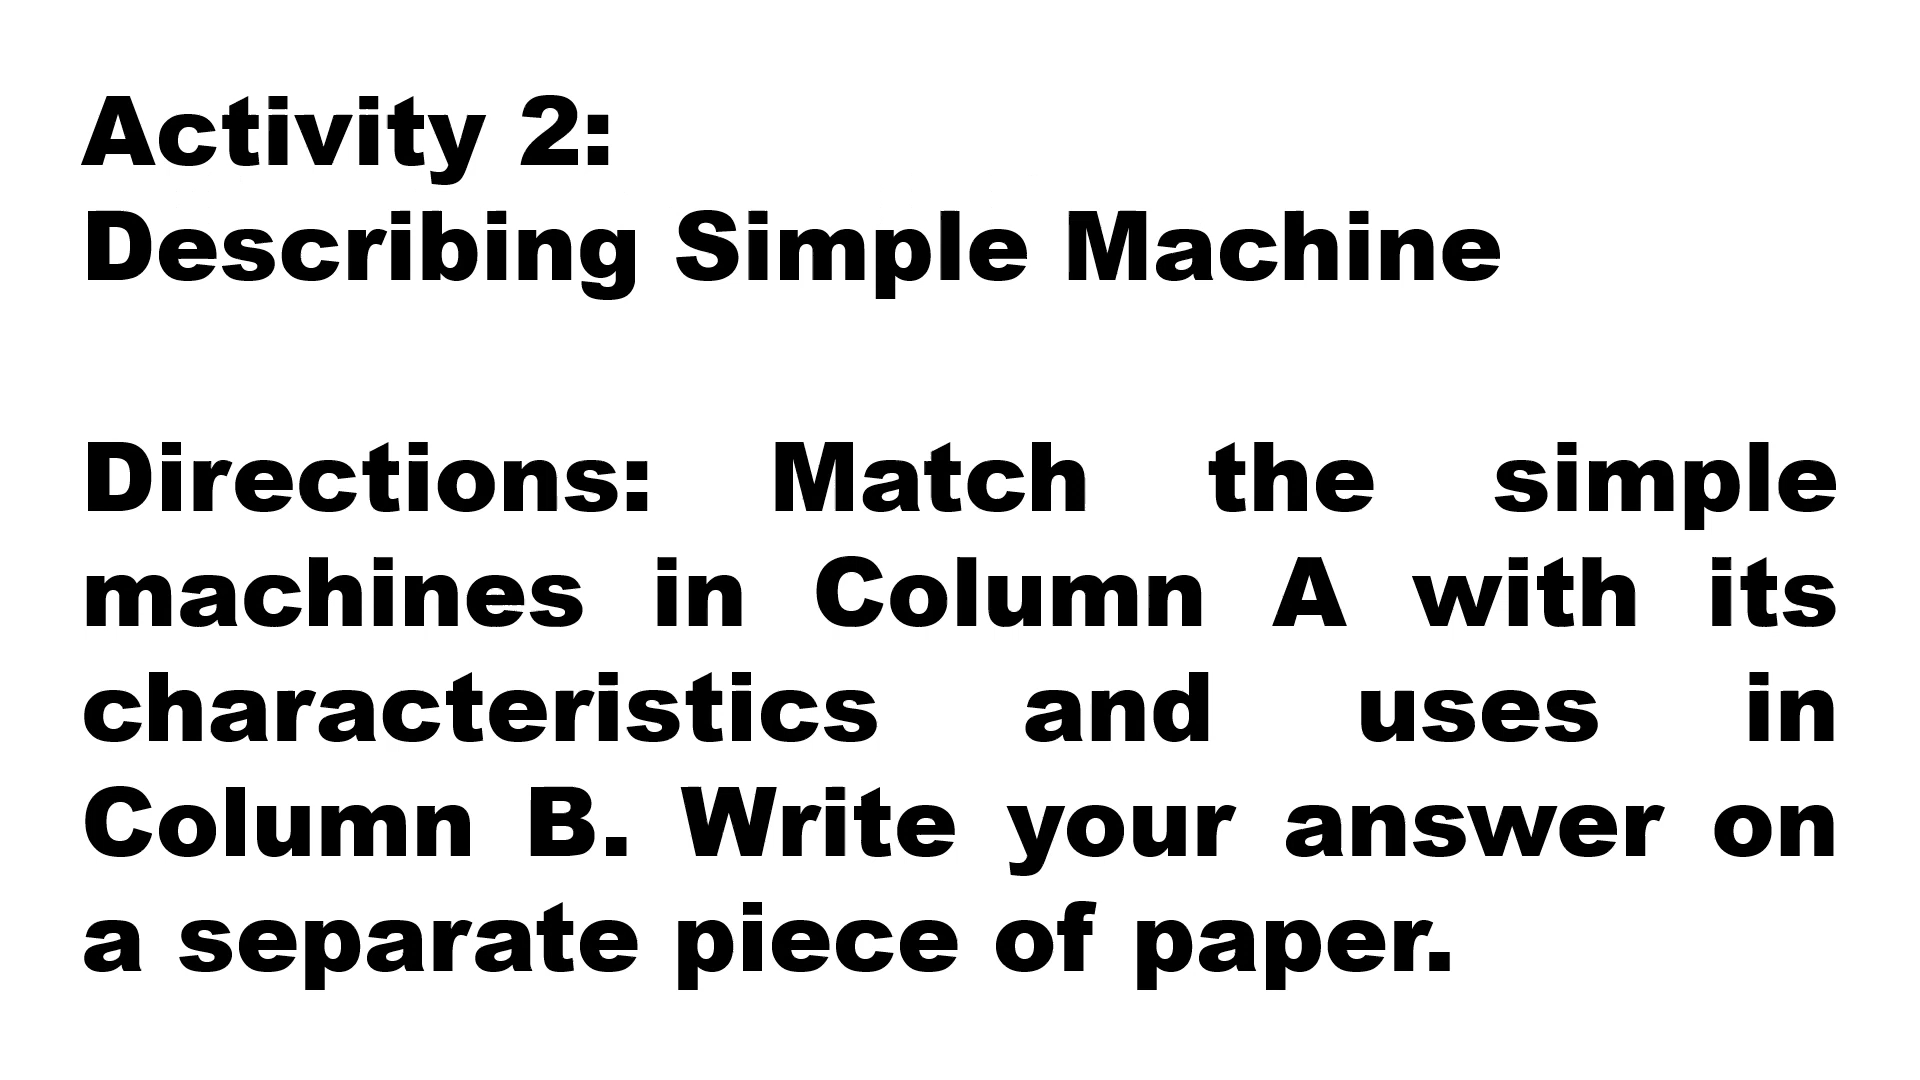 Activity 2:
Describing Simple Machine
Directions: Match the simple
machines in Column A with its
characteristics and uses in
Column B. Write your answer on
a separate piece of paper.